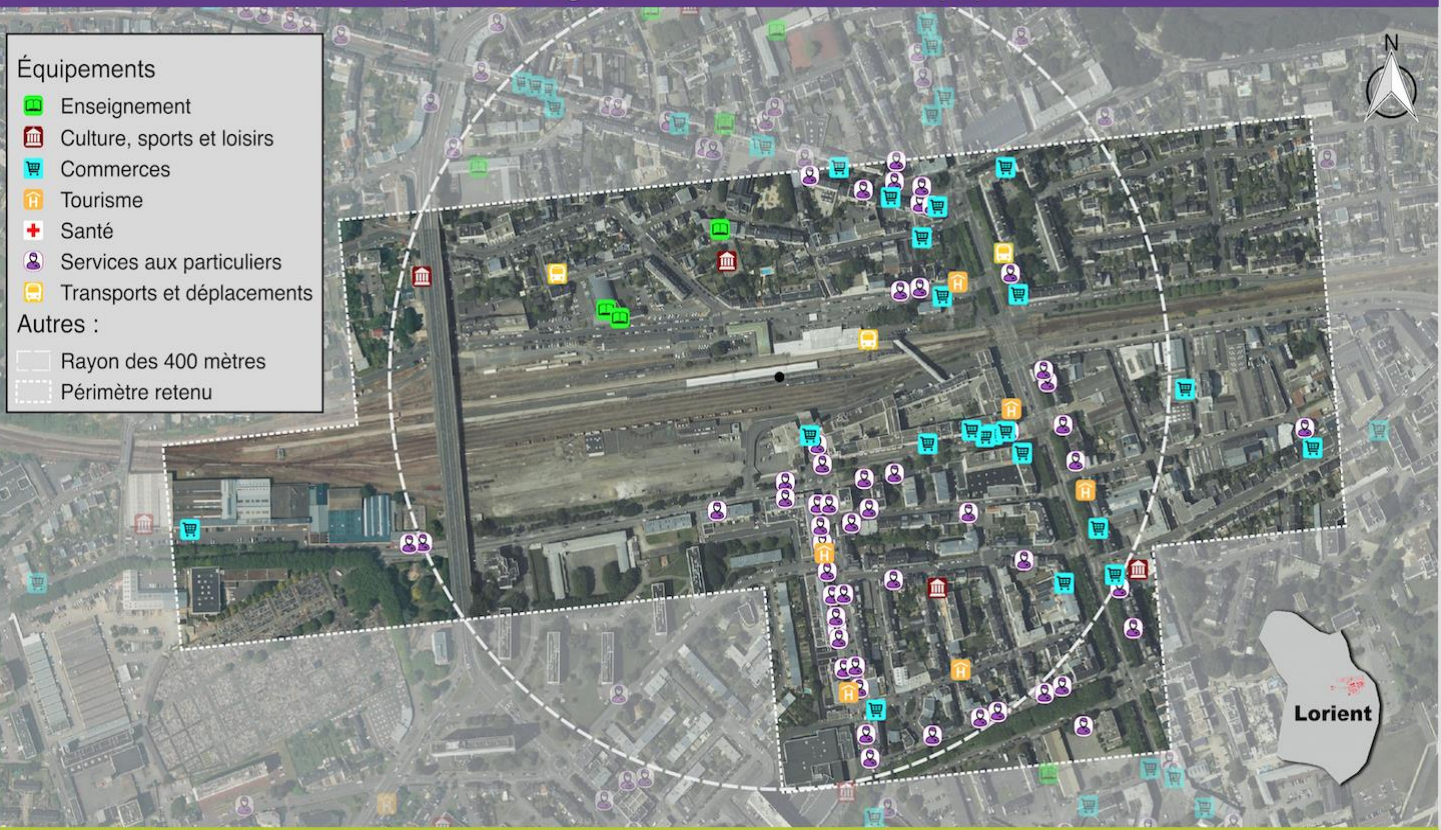 Équipements
Enseignement
Culture, sports et loisirs
Commerces
Tourisme
Santé
Services aux particuliers
Transports et déplacements
Autres :
Rayon des 400 mètres
Périmètre retenu
N
Lorient